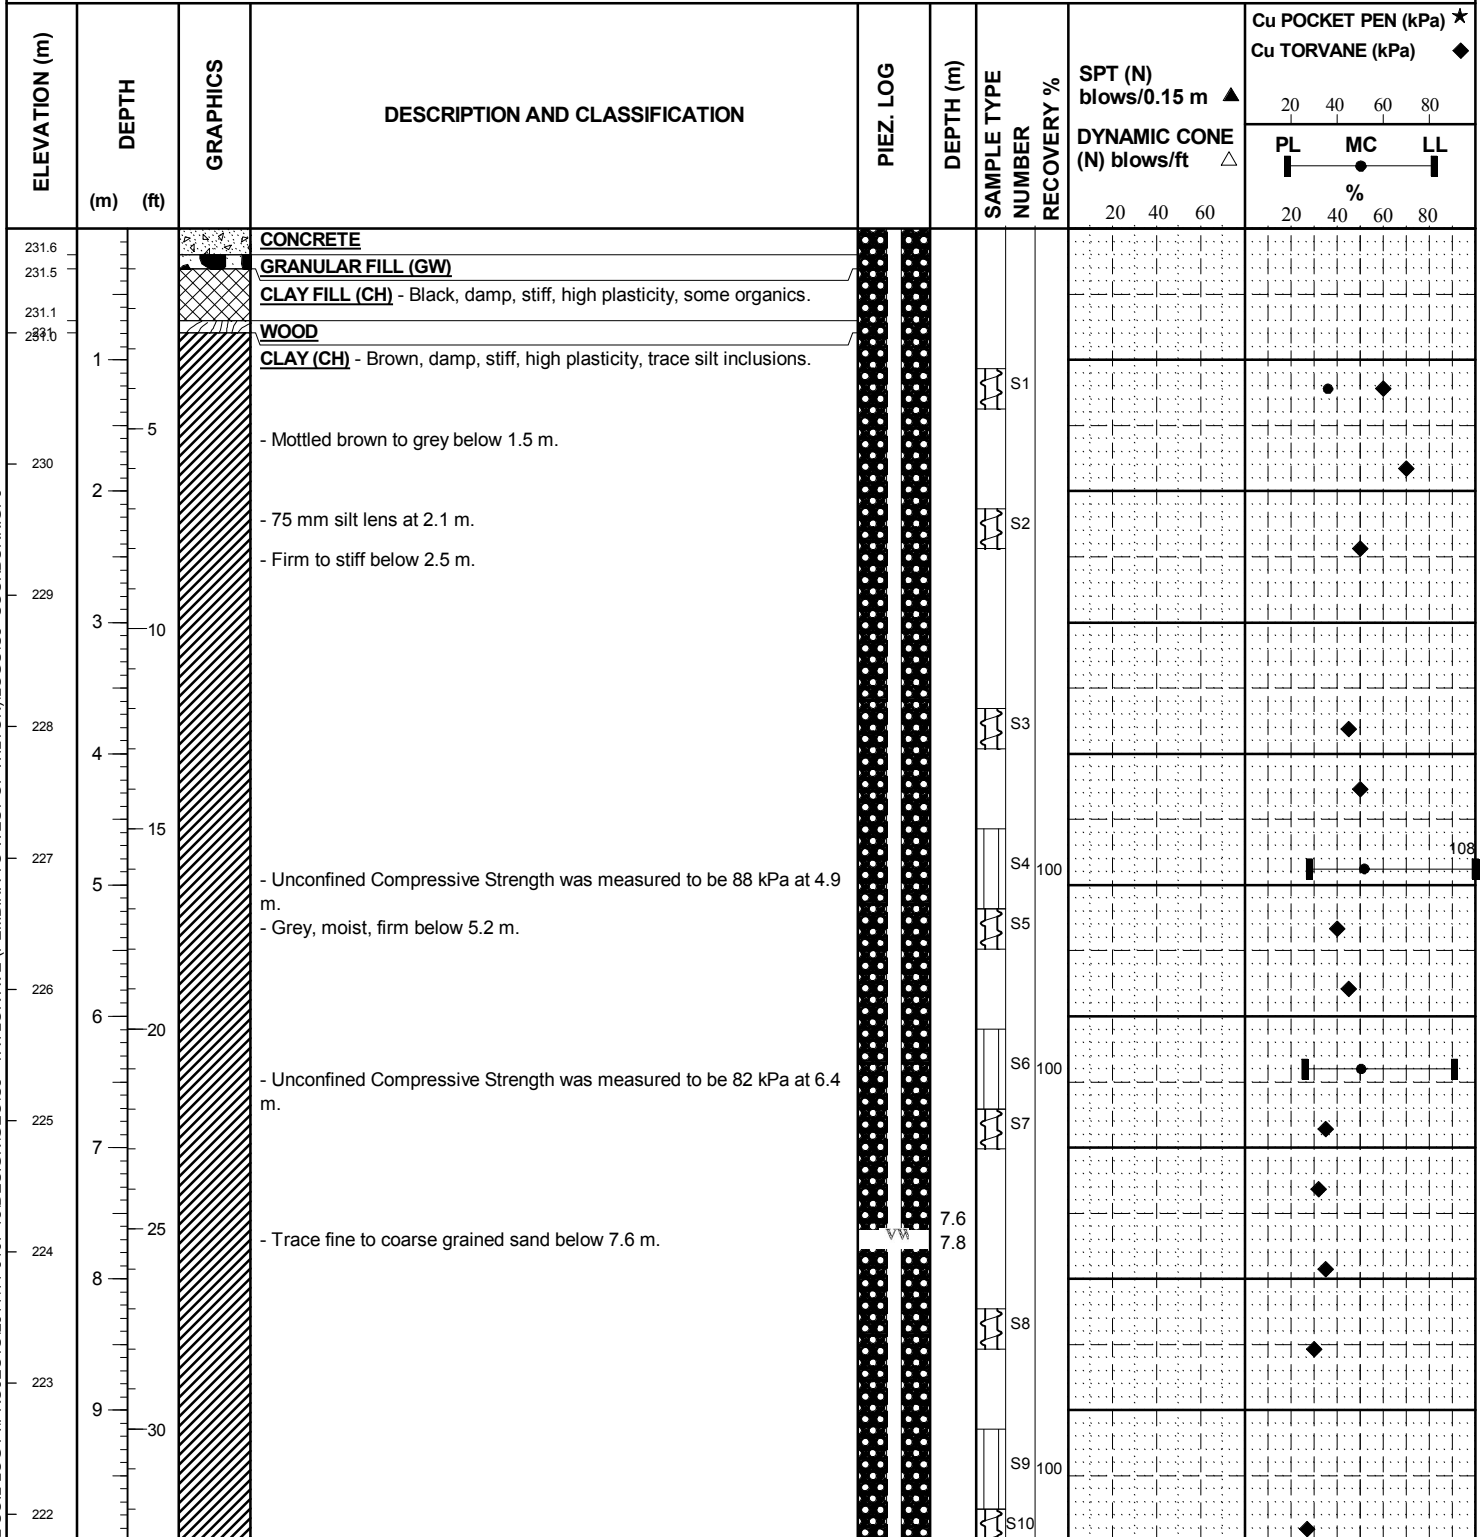 ELEVATION (m)
DEPTH
(m) (ft)
GRAPHICS
DESCRIPTION AND CLASSIFICATION
PIEZ. LOG
DEPTH (m)
SAMPLE TYPE
NUMBER
RECOVERY %
SPT (N)
blows/0.15 m ▲
DYNAMIC CONE
(N) blows/ft △
20 40 60
Cu POCKET PEN (kPa) ★
Cu TORVANE (kPa) ◆
20 40 60 80
PL MC LL
%
20 40 60 80
231.6
CONCRETE
231.5
GRANULAR FILL (GW)
CLAY FILL (CH) - Black, damp, stiff, high plasticity, some organics.
231.1
231
231.0
WOOD
1
CLAY (CH) - Brown, damp, stiff, high plasticity, trace silt inclusions.
S1
5
- Mottled brown to grey below 1.5 m.
230
2
- 75 mm silt lens at 2.1 m.
S2
- Firm to stiff below 2.5 m.
229
3
10
S3
228
4
15
227
S4 100
108
5
- Unconfined Compressive Strength was measured to be 88 kPa at 4.9
m.
S5
- Grey, moist, firm below 5.2 m.
226
6
20
S6 100
- Unconfined Compressive Strength was measured to be 82 kPa at 6.4
m.
225
S7
7
7.6
25
VW
- Trace fine to coarse grained sand below 7.6 m.
7.8
224
8
S8
223
9
30
S9 100
222
S10